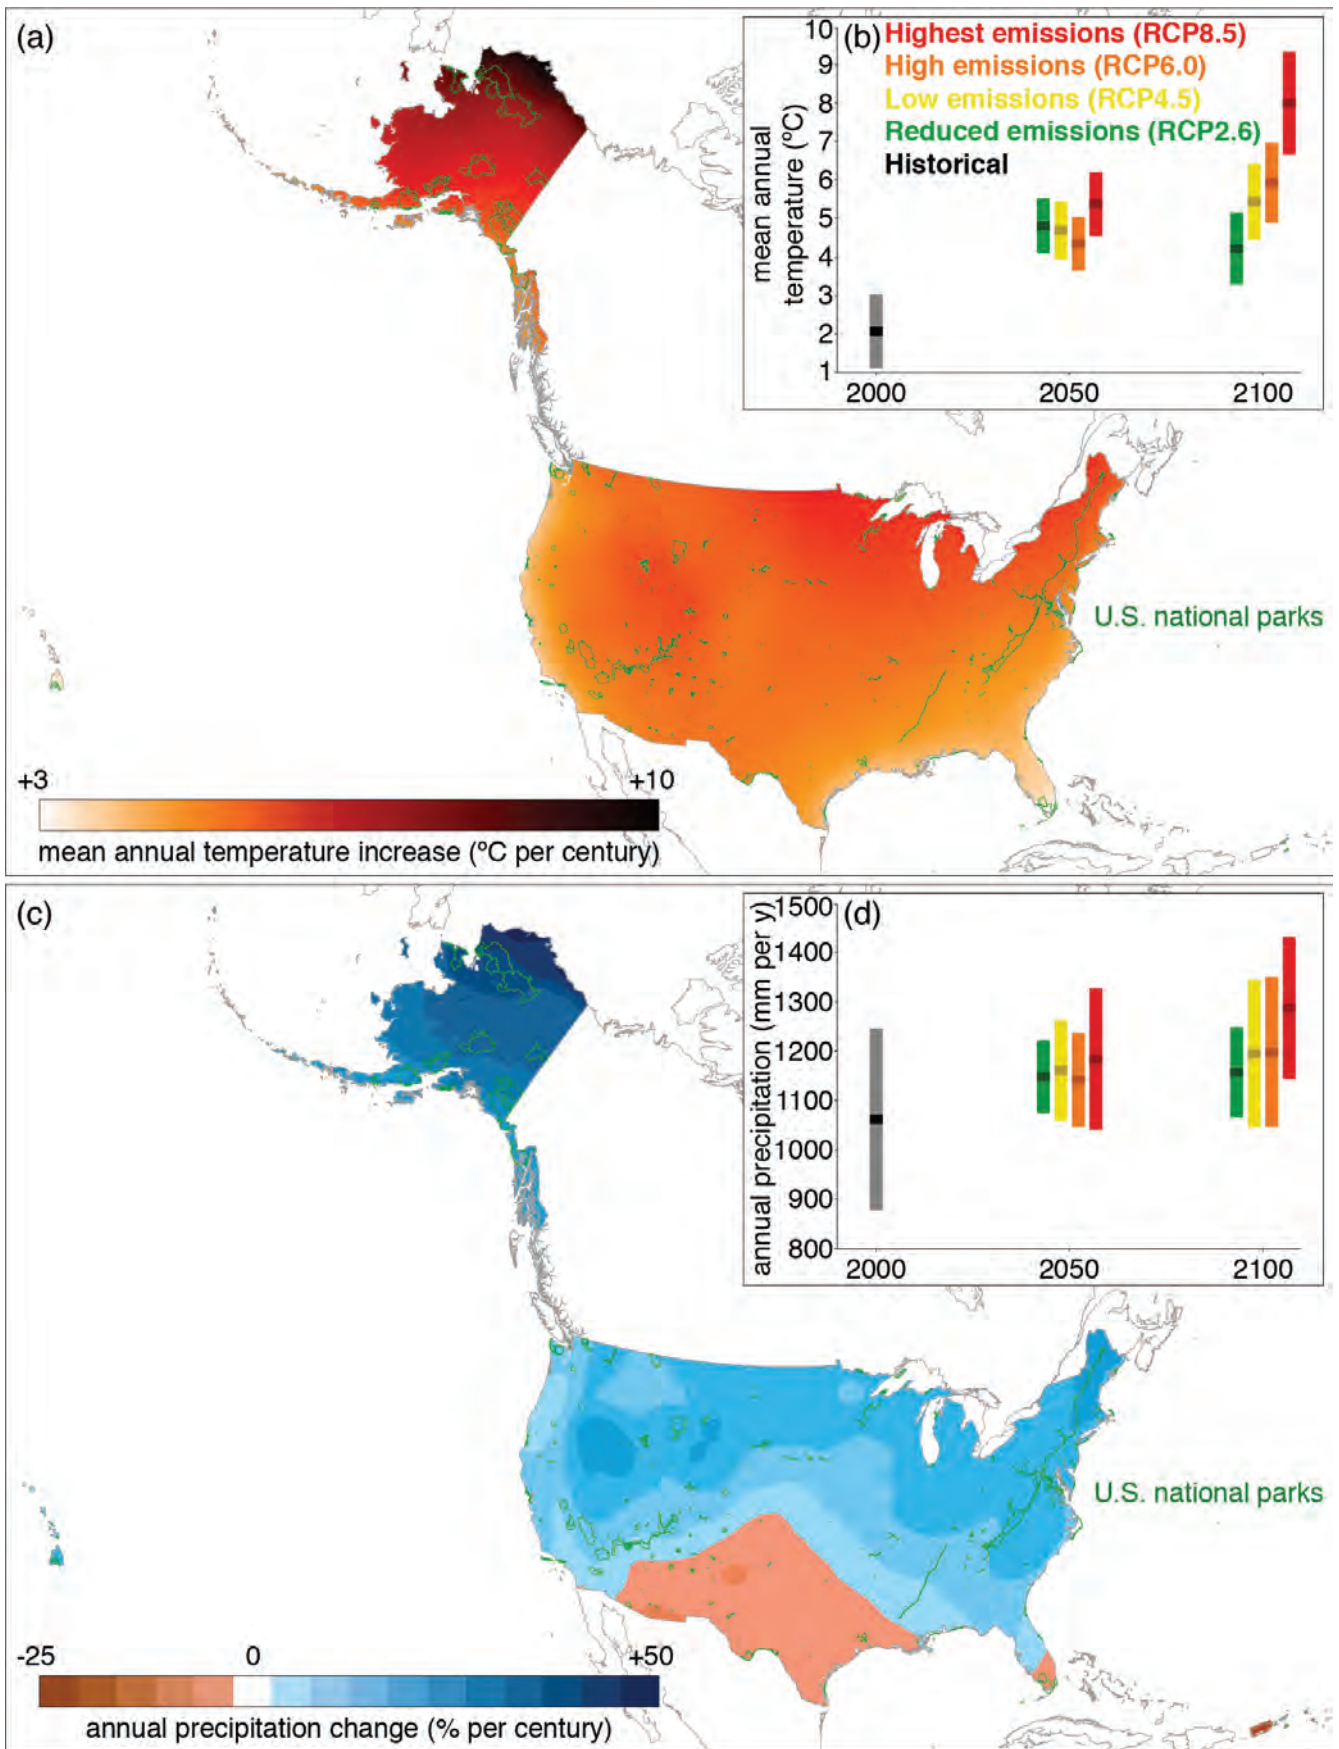 (a)
(b)
Highest emissions (RCP8.5)
High emissions (RCP6.0)
Low emissions (RCP4.5)
Reduced emissions (RCP2.6)
Historical
mean annual
temperature (ºC)
10
9
8
7
6
5
4
3
2
1
2000 2050 2100
U.S. national parks
+3 +10
mean annual temperature increase (ºC per century)
(c)
(d)
annual precipitation (mm per y)
1500
1400
1300
1200
1100
1000
900
800
2000 2050 2100
U.S. national parks
-25 0 +50
annual precipitation change (% per century)